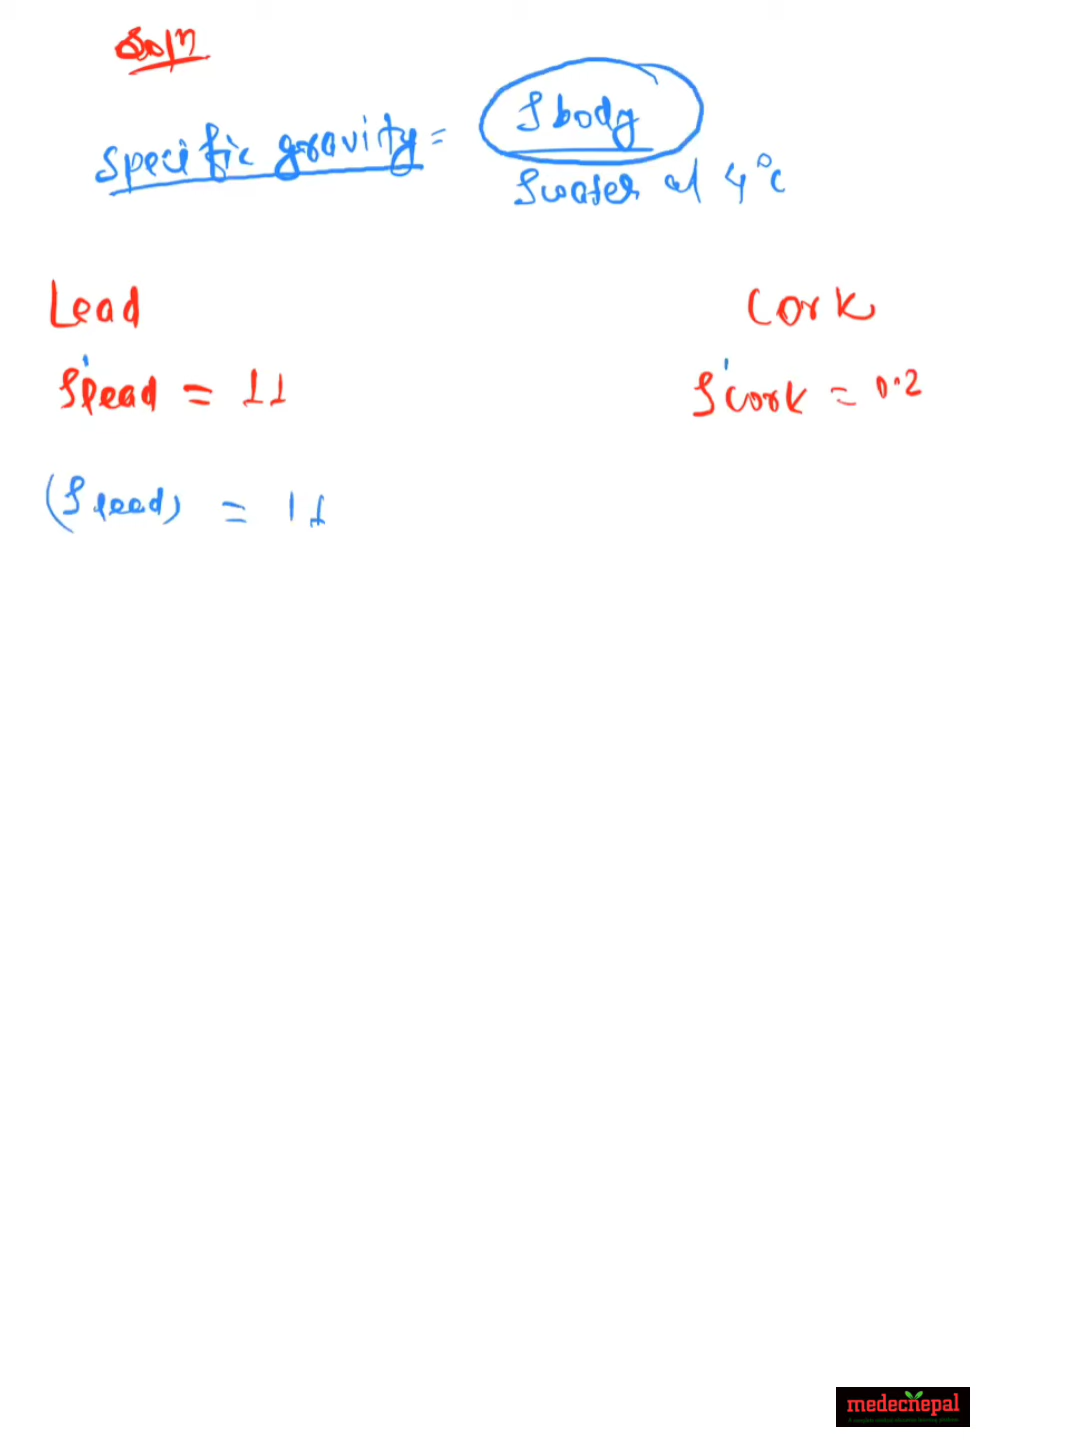 Soln
Specific gravity = ρ body
ρ water at 4°C
Lead
Cork
ρ'lead = 11
ρ'cork = 0.2
(ρ lead) = 11
medecnepal